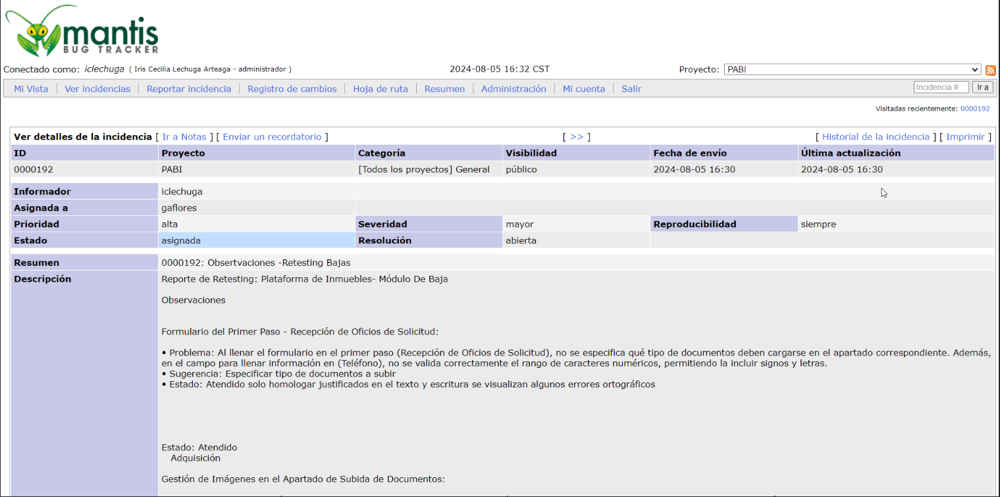 mantis
BUG TRACKER
Conectado como: iclechuga ( Iris Cecilia Lechuga Arteaga - administrador ) 2024-08-05 16:32 CST Proyecto: PABI
Mi Vista | Ver incidencias | Reportar incidencia | Registro de cambios | Hoja de ruta | Resumen | Administración | Mi cuenta | Salir Incidencia # Ir a
Visitadas recientemente: 0000192
Ver detalles de la incidencia [ Ir a Notas ] [ Enviar un recordatorio ] [ >> ] [ Historial de la incidencia ] [ Imprimir ]
ID Proyecto Categoría Visibilidad Fecha de envío Última actualización
0000192 PABI [Todos los proyectos] General público 2024-08-05 16:30 2024-08-05 16:30
Informador iclechuga
Asignada a gaflores
Prioridad alta Severidad mayor Reproducibilidad siempre
Estado asignada Resolución abierta
Resumen 0000192: Obsertvaciones -Retesting Bajas
Descripción Reporte de Retesting: Plataforma de Inmuebles- Módulo De Baja
Observaciones
Formulario del Primer Paso - Recepción de Oficios de Solicitud:
• Problema: Al llenar el formulario en el primer paso (Recepción de Oficios de Solicitud), no se especifica qué tipo de documentos deben cargarse en el apartado correspondiente. Además,
en el campo para llenar información en (Teléfono), no se valida correctamente el rango de caracteres numéricos, permitiendo la incluir signos y letras.
• Sugerencia: Especificar tipo de documentos a subir
• Estado: Atendido solo homologar justificados en el texto y escritura se visualizan algunos errores ortográficos
Estado: Atendido
Adquisición
Gestión de Imágenes en el Apartado de Subida de Documentos: